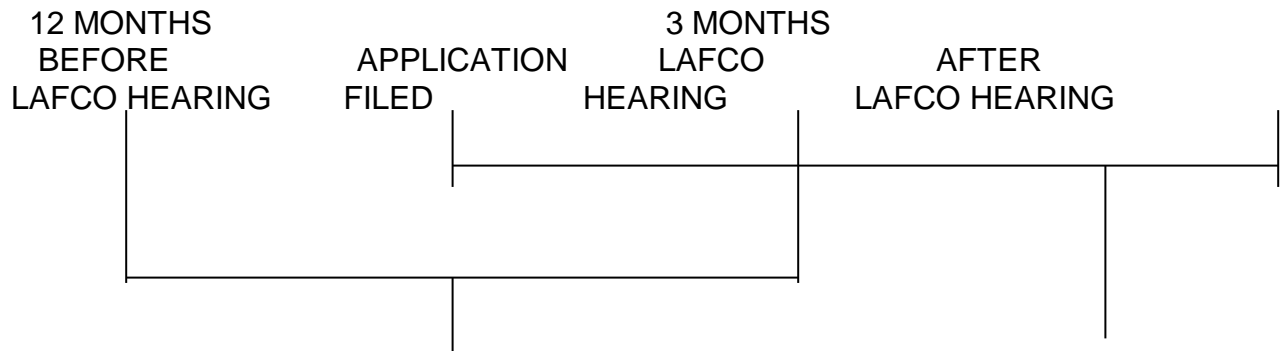 12 MONTHS 3 MONTHS
BEFORE APPLICATION LAFCO AFTER
LAFCO HEARING FILED HEARING LAFCO HEARING